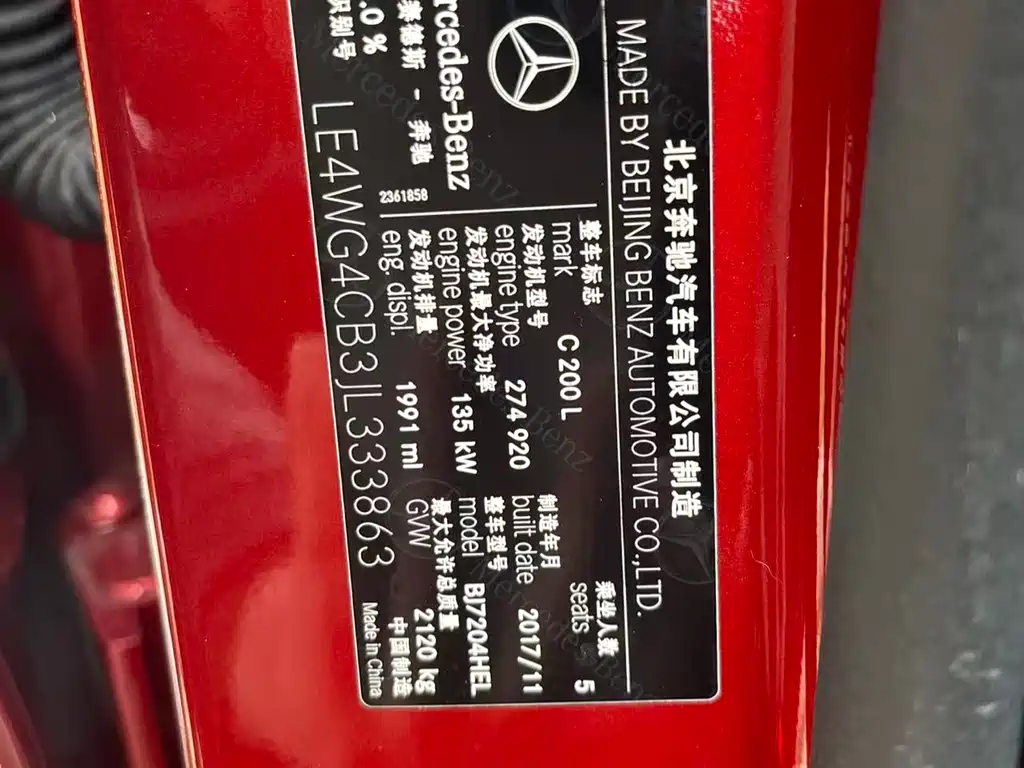 北京奔驰汽车有限公司制造
MADE BY BEIJING BENZ AUTOMOTIVE CO.,LTD.
rcedes-Benz
赛德斯 - 奔驰
2361858
整车标志
mark C 200 L
乘坐人数
seats 5
发动机型号
engine type 274 920
制造年月
built date 2017/11
发动机最大净功率
engine power 135 kW
整车型号
model BJ7204HEL
发动机排量
eng. displ. 1991 ml
最大允许总质量
GVW 2120 kg
.0 %
识别号 LE4WG4CB3JL333863
中国制造
Made in China